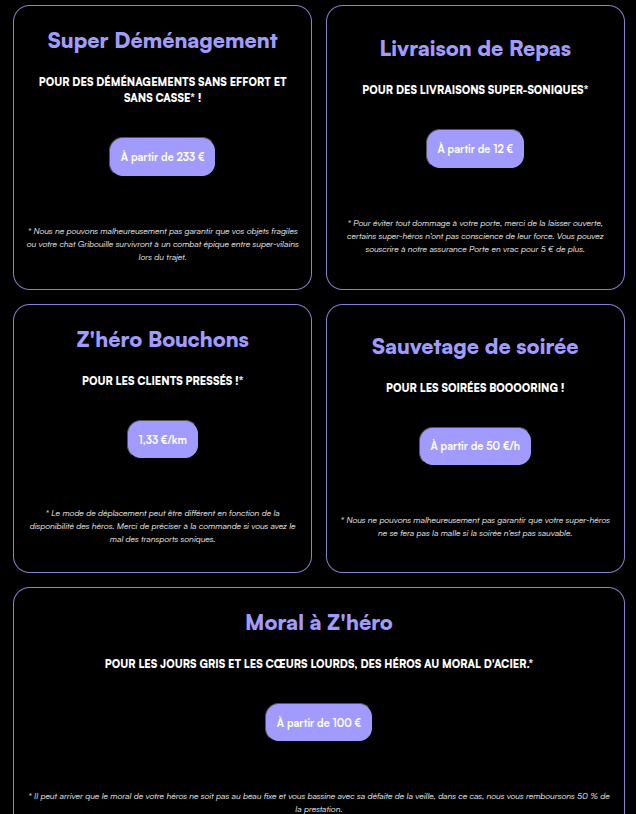 Super Déménagement
POUR DES DÉMÉNAGEMENTS SANS EFFORT ET
SANS CASSE* !
À partir de 233 €
* Nous ne pouvons malheureusement pas garantir que vos objets fragiles
ou votre chat Gribouille survivront à un combat épique entre super-vilains
lors du trajet.
Livraison de Repas
POUR DES LIVRAISONS SUPER-SONIQUES*
À partir de 12 €
* Pour éviter tout dommage à votre porte, merci de la laisser ouverte,
certains super-héros n'ont pas conscience de leur force. Vous pouvez
souscrire à notre assurance Porte en vrac pour 5 € de plus.
Z'héro Bouchons
POUR LES CLIENTS PRESSÉS !*
1,33 €/km
* Le mode de déplacement peut être différent en fonction de la
disponibilité des héros. Merci de préciser à la commande si vous avez le
mal des transports soniques.
Sauvetage de soirée
POUR LES SOIRÉES BOOOORING !
À partir de 50 €/h
* Nous ne pouvons malheureusement pas garantir que votre super-héros
ne se fera pas la malle si la soirée n'est pas sauvable.
Moral à Z'héro
POUR LES JOURS GRIS ET LES CŒURS LOURDS, DES HÉROS AU MORAL D'ACIER.*
À partir de 100 €
* Il peut arriver que le moral de votre héros ne soit pas au beau fixe et vous bassine avec sa défaite de la veille, dans ce cas, nous vous remboursons 50 % de
la prestation.